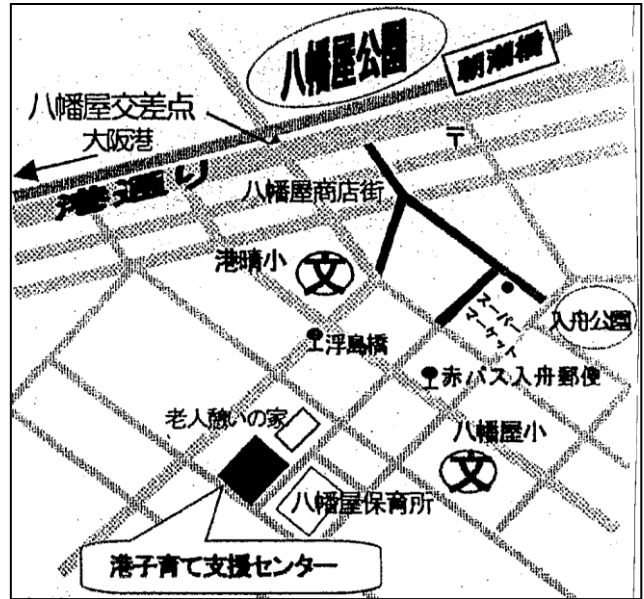 八幡屋公園
朝潮橋
八幡屋交差点
大阪港
〒
港通り
八幡屋商店街
港晴小
文
スーパー
マーケット
入舟公園
浮島橋
赤バス入舟郵便
老人憩いの家
八幡屋小
文
八幡屋保育所
港子育て支援センター